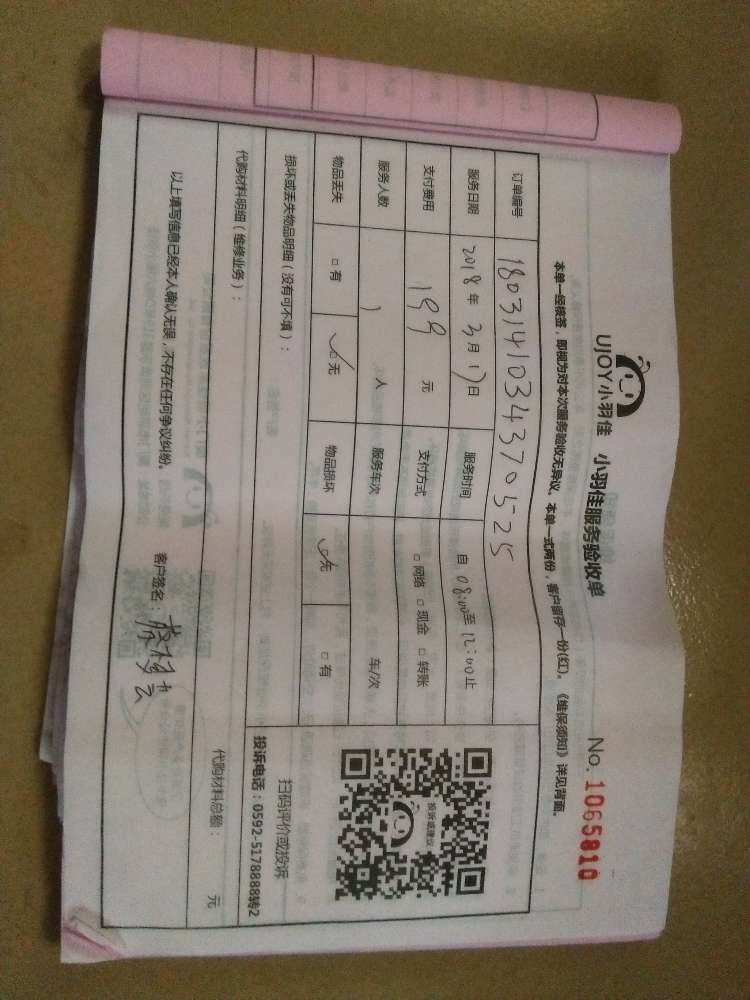 UJOY小羽佳 小羽佳服务验收单
No. 1065810
本单一经核签,即视为对本次服务验收无异议、本单一式两份,客户留存一份(红)。《维保须知》详见背面。
订单编号 1803141034370525
服务日期 2018年3月17日 服务时间 自08:00至12:00止
支付费用 199 元 支付方式 □网络 □现金 □转账
服务人数 1 人 服务车次 车/次
物品丢失 □有 ✓□无 物品损坏 ✓□无 □有
损坏或丢失物品明细(没有可不填):
投诉或建议
扫码评价或投诉
投诉电话:0592-5178888转2
代购材料明细(维修业务): 代购材料总额: 元
以上填写信息已经本人确认无误,不存在任何争议纠纷。 客户签名: